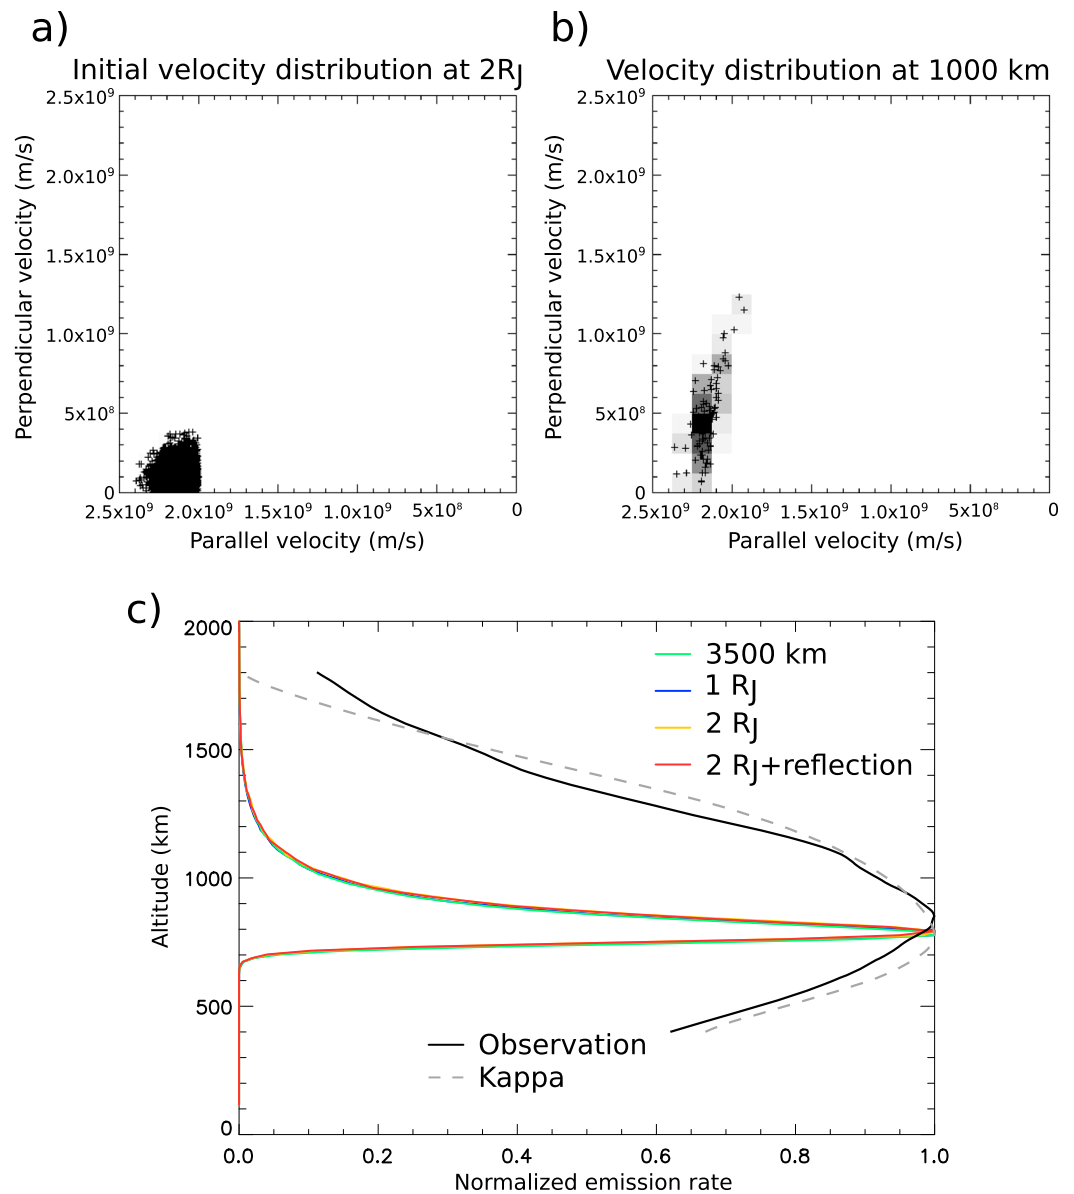 a)
Initial velocity distribution at 2RJ
Perpendicular velocity (m/s)
2.5x10⁹
2.0x10⁹
1.5x10⁹
1.0x10⁹
5x10⁸
0
2.5x10⁹ 2.0x10⁹ 1.5x10⁹ 1.0x10⁹ 5x10⁸ 0
Parallel velocity (m/s)
b)
Velocity distribution at 1000 km
Perpendicular velocity (m/s)
2.5x10⁹
2.0x10⁹
1.5x10⁹
1.0x10⁹
5x10⁸
0
2.5x10⁹ 2.0x10⁹ 1.5x10⁹ 1.0x10⁹ 5x10⁸ 0
Parallel velocity (m/s)
c)
Altitude (km)
2000
1500
1000
500
0
3500 km
1 RJ
2 RJ
2 RJ+reflection
Observation
Kappa
0.0 0.2 0.4 0.6 0.8 1.0
Normalized emission rate